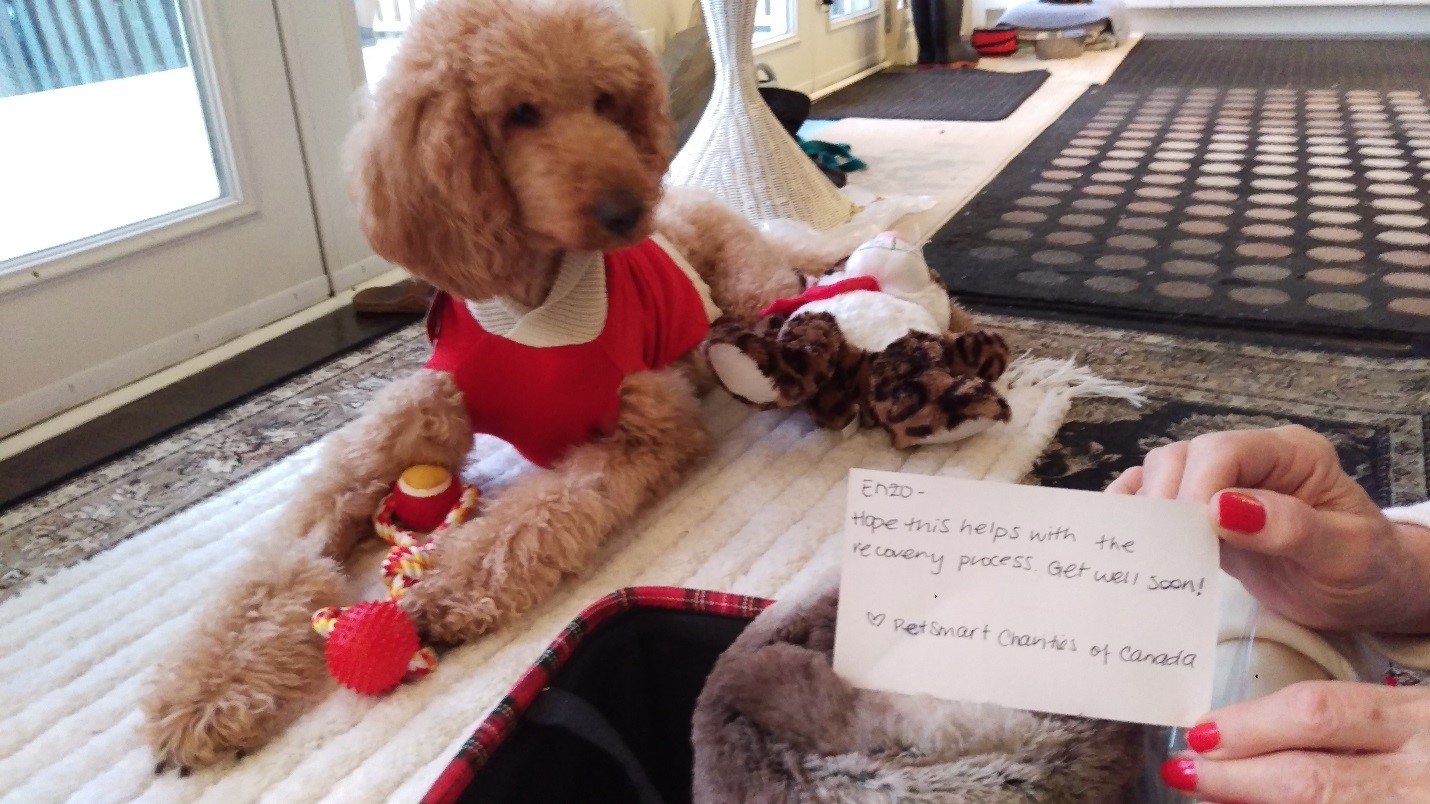 Enzo-
Hope this helps with the
recovery process. Get well soon!
♡ PetSmart Charities of Canada